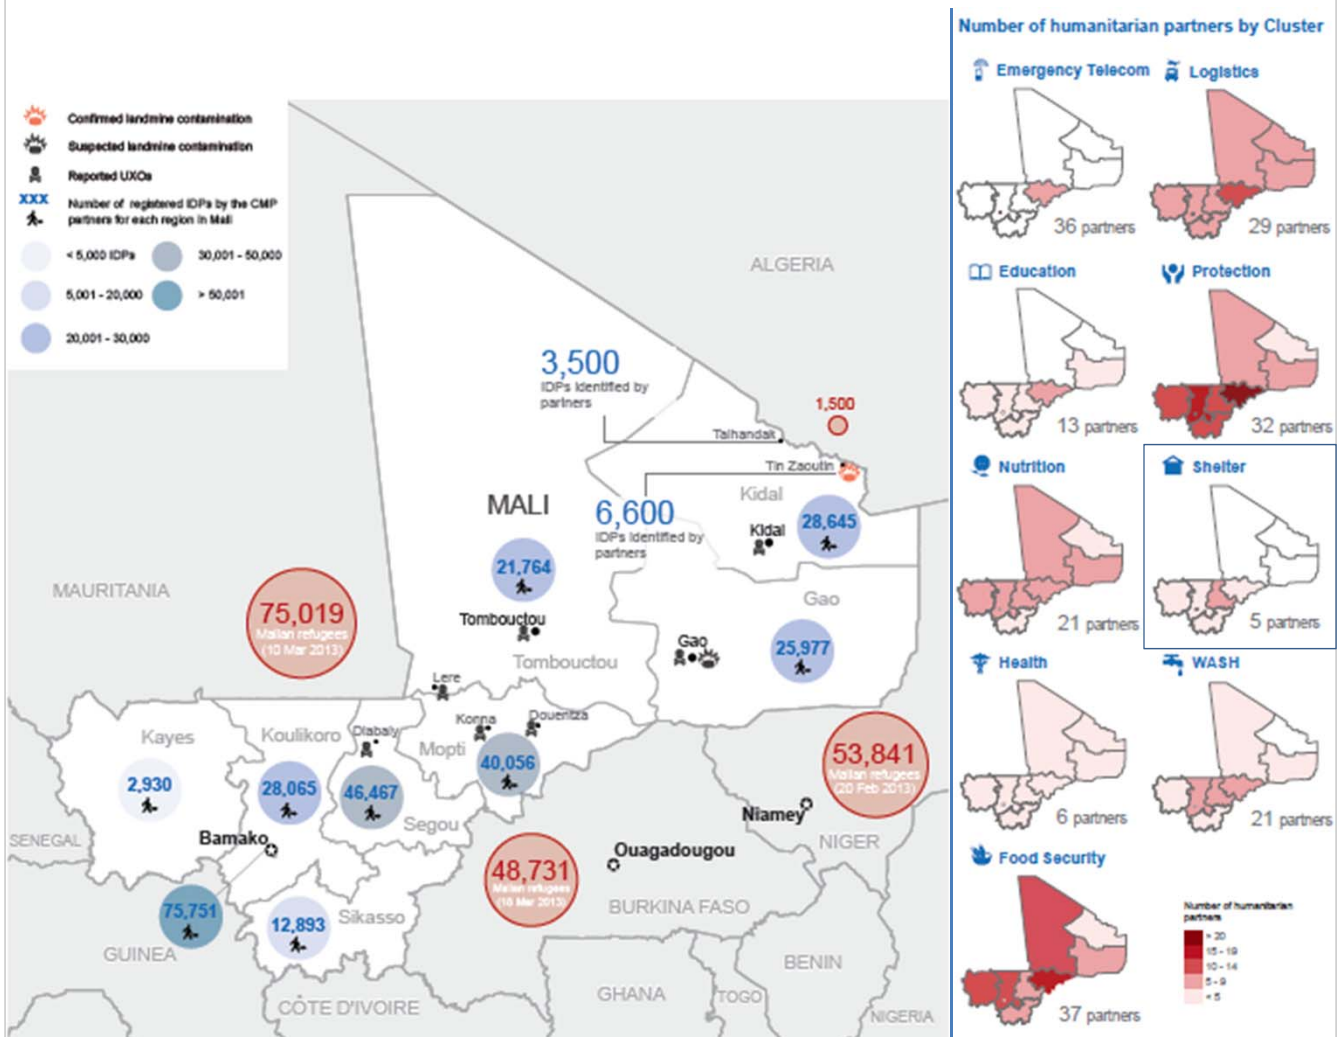 Confirmed landmine contamination
Suspected landmine contamination
Reported UXOs
XXX
Number of registered IDPs by the CMP
partners for each region in Mali
< 5,000 IDPs
30,001 - 50,000
5,001 - 20,000
> 50,001
20,001 - 30,000
ALGERIA
3,500
IDPs identified by
partners
1,500
Talhandak
Tin Zaoutin
Kidal
MALI
6,600
IDPs identified by
partners
28,645
Kidal
21,764
MAURITANIA
Gao
75,019
Malian refugees
(10 Mar 2013)
Tombouctou
Gao
25,977
Tombouctou
Lere
Konna
Douentza
Diabaly
Kayes
Koulikoro
Mopti
53,841
Malian refugees
(20 Feb 2013)
40,056
2,930
28,065
46,467
Niamey
Segou
Bamako
SENEGAL
NIGER
Ouagadougou
48,731
Malian refugees
(16 Mar 2013)
75,751
12,893
Sikasso
BURKINA FASO
GUINEA
BENIN
GHANA
TOGO
CÔTE D'IVOIRE
NIGERIA
Number of humanitarian partners by Cluster
Emergency Telecom
36 partners
Logistics
29 partners
Education
13 partners
Protection
32 partners
Nutrition
21 partners
Shelter
5 partners
Health
6 partners
WASH
21 partners
Food Security
37 partners
Number of humanitarian
partners
> 20
15 - 19
10 - 14
5 - 9
< 5